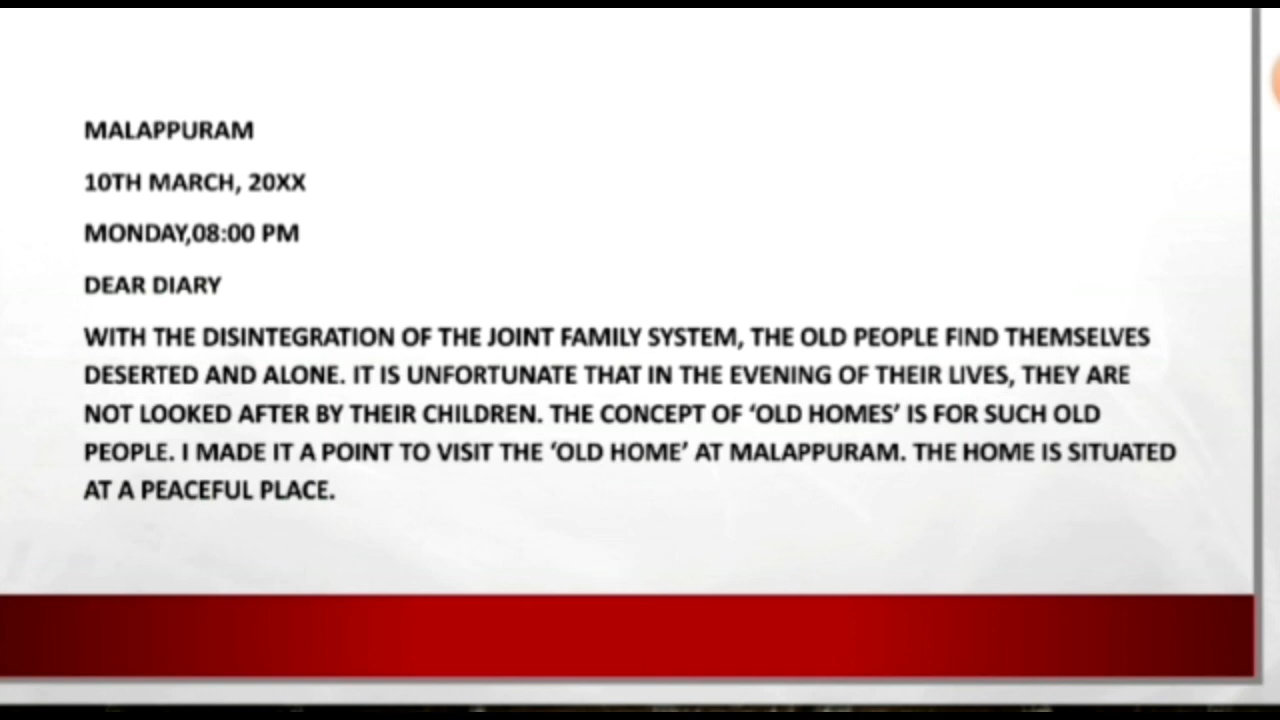 MALAPPURAM
10TH MARCH, 20XX
MONDAY,08:00 PM
DEAR DIARY
WITH THE DISINTEGRATION OF THE JOINT FAMILY SYSTEM, THE OLD PEOPLE FIND THEMSELVES
DESERTED AND ALONE. IT IS UNFORTUNATE THAT IN THE EVENING OF THEIR LIVES, THEY ARE
NOT LOOKED AFTER BY THEIR CHILDREN. THE CONCEPT OF ‘OLD HOMES’ IS FOR SUCH OLD
PEOPLE. I MADE IT A POINT TO VISIT THE ‘OLD HOME’ AT MALAPPURAM. THE HOME IS SITUATED
AT A PEACEFUL PLACE.